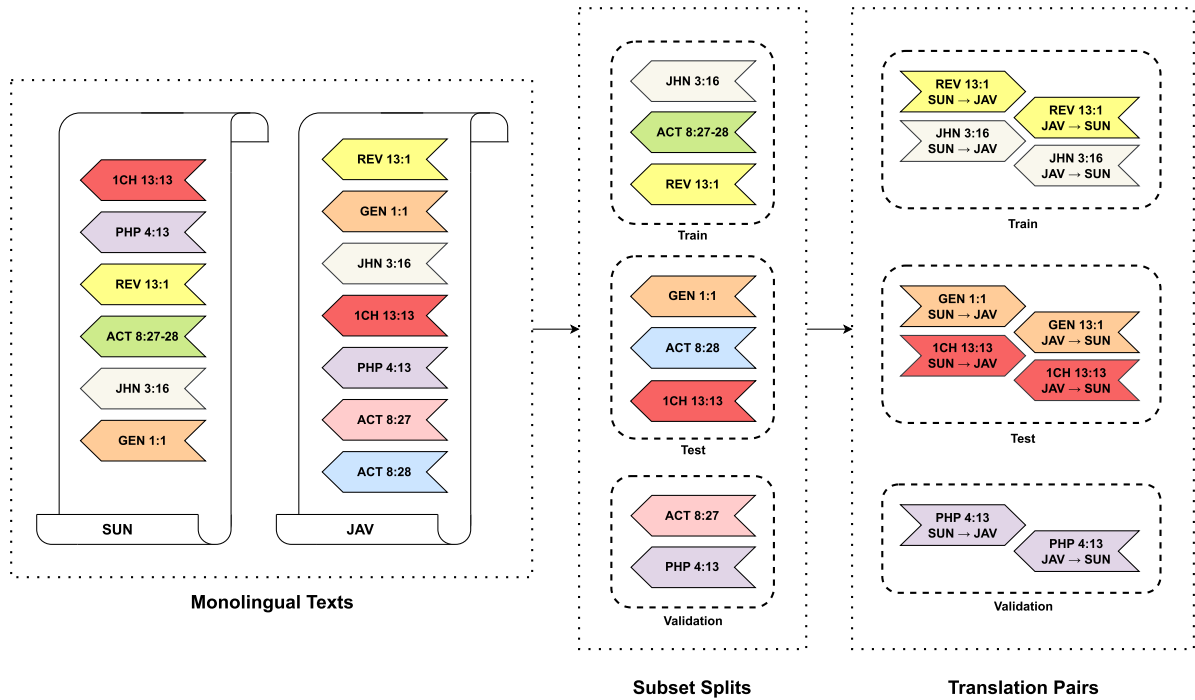 1CH 13:13
PHP 4:13
REV 13:1
ACT 8:27-28
JHN 3:16
GEN 1:1
SUN
REV 13:1
GEN 1:1
JHN 3:16
1CH 13:13
PHP 4:13
ACT 8:27
ACT 8:28
JAV
Monolingual Texts
JHN 3:16
ACT 8:27-28
REV 13:1
Train
GEN 1:1
ACT 8:28
1CH 13:13
Test
ACT 8:27
PHP 4:13
Validation
Subset Splits
REV 13:1
SUN → JAV
REV 13:1
JAV → SUN
JHN 3:16
SUN → JAV
JHN 3:16
JAV → SUN
Train
GEN 1:1
SUN → JAV
GEN 13:1
JAV → SUN
1CH 13:13
SUN → JAV
1CH 13:13
JAV → SUN
Test
PHP 4:13
SUN → JAV
PHP 4:13
JAV → SUN
Validation
Translation Pairs